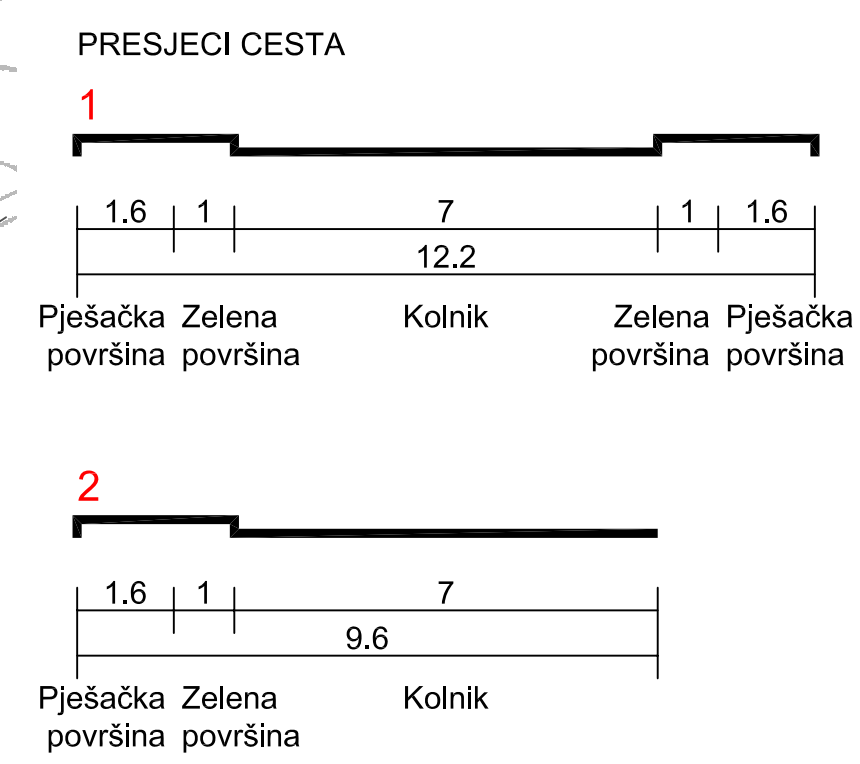 PRESJECI CESTA
1
1.6 1 7 1 1.6
12.2
Pješačka Zelena Kolnik Zelena Pješačka
površina površina površina površina
2
1.6 1 7
9.6
Pješačka Zelena Kolnik
površina površina